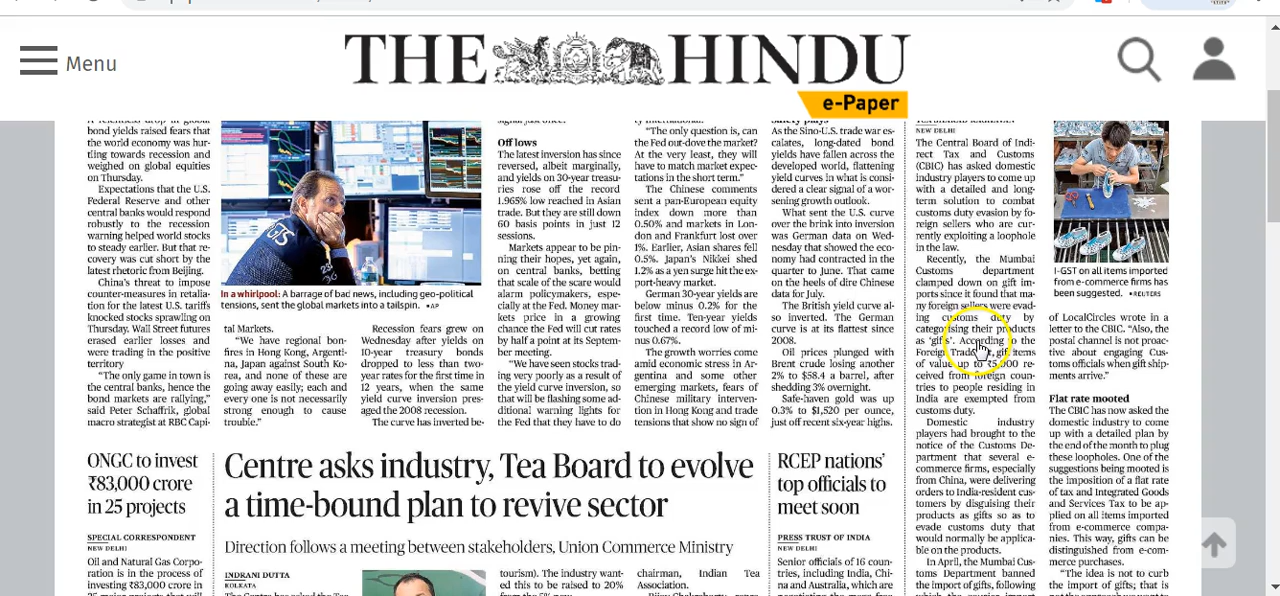 Menu
THE HINDU
e-Paper
A relentless drop in global
bond yields raised fears that
the world economy was hur-
tling towards recession and
weighed on global equities
on Thursday.
Expectations that the U.S.
Federal Reserve and other
central banks would respond
robustly to the recession
warning helped world stocks
to steady earlier. But that re-
covery was cut short by the
latest rhetoric from Beijing.
China's threat to impose
counter-measures in retalia-
tion for the latest U.S. tariffs
knocked stocks sprawling on
Thursday. Wall Street futures
erased earlier losses and
were trading in the positive
territory
"The only game in town is
the central banks, hence the
bond markets are rallying,"
said Peter Schaffrik, global
macro strategist at RBC Capi-
In a whirlpool: A barrage of bad news, including geo-political
tensions, sent the global markets into a tailspin. •AP
tal Markets.
"We have regional bon-
fires in Hong Kong, Argenti-
na, Japan against South Ko-
rea, and none of these are
going away easily; each and
every one is not necessarily
strong enough to cause
trouble."
Recession fears grew on
Wednesday after yields on
10-year treasury bonds
dropped to less than two-
year rates for the first time in
12 years, when the same
yield curve inversion pres-
aged the 2008 recession.
The curve has inverted be-
signal just once.
Off lows
The latest inversion has since
reversed, albeit marginally,
and yields on 30-year treasu-
ries rose off the record
1.965% low reached in Asian
trade. But they are still down
60 basis points in just 12
sessions.
Markets appear to be pin-
ning their hopes, yet again,
on central banks, betting
that scale of the scare would
alarm policymakers, espe-
cially at the Fed. Money mar-
kets price in a growing
chance the Fed will cut rates
by half a point at its Septem-
ber meeting.
"We have seen stocks trad-
ing very poorly as a result of
the yield curve inversion, so
that will be flashing some ad-
ditional warning lights for
the Fed that they have to do
ty International.
"The only question is, can
the Fed out-dove the market?
At the very least, they will
have to match market expec-
tations in the short term."
The Chinese comments
sent a pan-European equity
index down more than
0.50% and markets in Lon-
don and Frankfurt lost over
1%. Earlier, Asian shares fell
0.5%. Japan's Nikkei shed
1.2% as a yen surge hit the ex-
port-heavy market.
German 30-year yields are
below minus 0.2% for the
first time. Ten-year yields
touched a record low of mi-
nus 0.67%.
The growth worries come
amid economic stress in Ar-
gentina and some other
emerging markets, fears of
Chinese military interven-
tion in Hong Kong and trade
tensions that show no sign of
Safety plays
As the Sino-U.S. trade war es-
calates, long-dated bond
yields have fallen across the
developed world, flattening
yield curves in what is consi-
dered a clear signal of a wor-
sening growth outlook.
What sent the U.S. curve
over the brink into inversion
was German data on Wed-
nesday that showed the eco-
nomy had contracted in the
quarter to June. That came
on the heels of dire Chinese
data for July.
The British yield curve al-
so inverted. The German
curve is at its flattest since
2008.
Oil prices plunged with
Brent crude losing another
2% to $58.4 a barrel, after
shedding 3% overnight.
Safe-haven gold was up
0.3% to $1,520 per ounce,
just off recent six-year highs.
NEW DELHI
The Central Board of Indi-
rect Tax and Customs
(CBIC) has asked domestic
industry players to come up
with a detailed and long-
term solution to combat
customs duty evasion by fo-
reign sellers who are cur-
rently exploiting a loophole
in the law.
Recently, the Mumbai
Customs department
clamped down on gift im-
ports since it found that ma-
ny foreign sellers were evad-
ing customs duty by
categorising their products
as 'gifts'. According to the
Foreign Trade Act, gift items
of value up to ₹5,000 re-
ceived from foreign coun-
tries to people residing in
India are exempted from
customs duty.
Domestic industry
players had brought to the
notice of the Customs De-
partment that several e-
commerce firms, especially
from China, were delivering
orders to India-resident cus-
tomers by disguising their
products as gifts so as to
evade customs duty that
would normally be applica-
ble on the products.
In April, the Mumbai Cus-
toms Department banned
the import of gifts, following
which the courier import
I-GST on all items imported
from e-commerce firms has
been suggested. •REUTERS
of LocalCircles wrote in a
letter to the CBIC. "Also, the
postal channel is not proac-
tive about engaging Cus-
toms officials when gift ship-
ments arrive."
Flat rate mooted
The CBIC has now asked the
domestic industry to come
up with a detailed plan by
the end of the month to plug
these loopholes. One of the
suggestions being mooted is
the imposition of a flat rate
of tax and Integrated Goods
and Services Tax to be ap-
plied on all items imported
from e-commerce compa-
nies. This way, gifts can be
distinguished from e-com-
merce purchases.
"The idea is not to curb
the import of gifts; that is
ONGC to invest
₹83,000 crore
in 25 projects
SPECIAL CORRESPONDENT
NEW DELHI
Oil and Natural Gas Corpo-
ration is in the process of
investing ₹83,000 crore in
Centre asks industry, Tea Board to evolve
a time-bound plan to revive sector
Direction follows a meeting between stakeholders, Union Commerce Ministry
INDRANI DUTTA
KOLKATA
tourism). The industry want-
ed this to be raised to 20%
chairman, Indian Tea
Association.
RCEP nations'
top officials to
meet soon
PRESS TRUST OF INDIA
NEW DELHI
Senior officials of 16 coun-
tries, including India, Chi-
na and Australia, which are